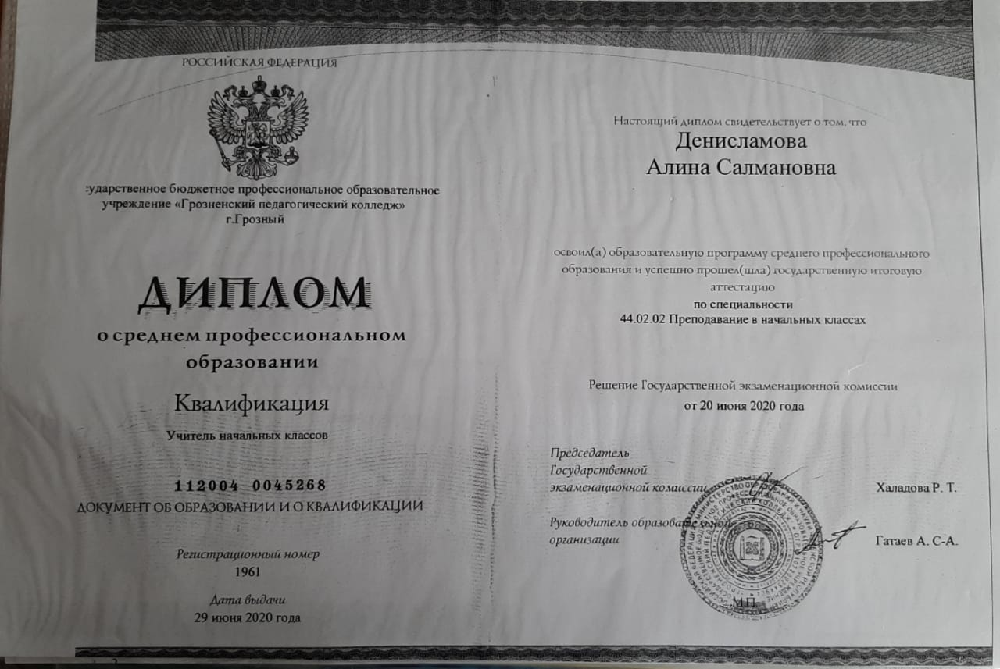 РОССИЙСКАЯ ФЕДЕРАЦИЯ
бюджетное профессиональное образовательное
учреждение «Грозненский педагогический колледж»
г.Грозный
ДИПЛОМ
о среднем профессиональном
образовании
Квалификация
Учитель начальных классов
112004 0045268
ДОКУМЕНТ ОБ ОБРАЗОВАНИИ И О КВАЛИФИКАЦИИ
Регистрационный номер
1961
Дата выдачи
29 июня 2020 года
Настоящий диплом свидетельствует о том, что
Денисламова
Алина Салмановна
освоил(а) образовательную программу среднего профессионального
образования и успешно прошел(шла) государственную итоговую
аттестацию
по специальности
44.02.02 Преподавание в начальных классах
Решение Государственной экзаменационной комиссии
от 20 июня 2020 года
Председатель
Государственной
экзаменационной комиссии
Халадова Р. Т.
Руководитель образовательной
организации
Гатаев А. С-А.
М.П.